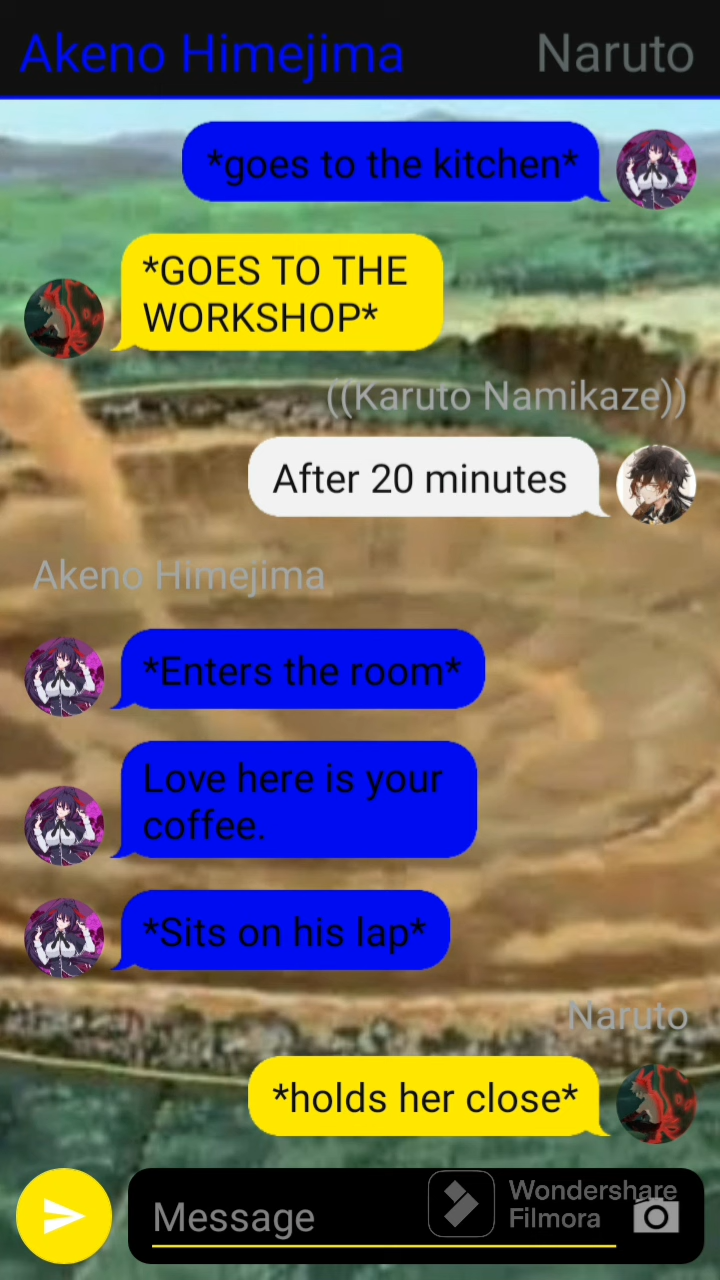 Akeno Himejima
Naruto
*goes to the kitchen*
*GOES TO THE
WORKSHOP*
((Karuto Namikaze))
After 20 minutes
Akeno Himejima
*Enters the room*
Love here is your
coffee.
*Sits on his lap*
Naruto
*holds her close*
Message
Wondershare
Filmora